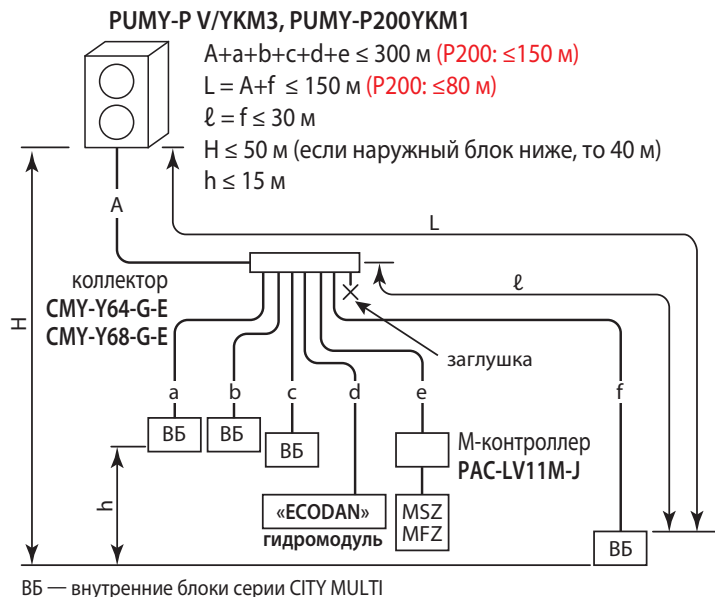 PUMY-P V/YKM3, PUMY-P200YKM1
A+a+b+c+d+e ≤ 300 м (P200: ≤150 м)
L = A+f ≤ 150 м (P200: ≤80 м)
ℓ = f ≤ 30 м
H ≤ 50 м (если наружный блок ниже, то 40 м)
h ≤ 15 м
A
L
H
коллектор
CMY-Y64-G-E
CMY-Y68-G-E
ℓ
заглушка
a b c d e f
ВБ ВБ ВБ
М-контроллер
PAC-LV11M-J
h
«ECODAN»
гидромодуль
MSZ
MFZ
ВБ
ВБ — внутренние блоки серии CITY MULTI